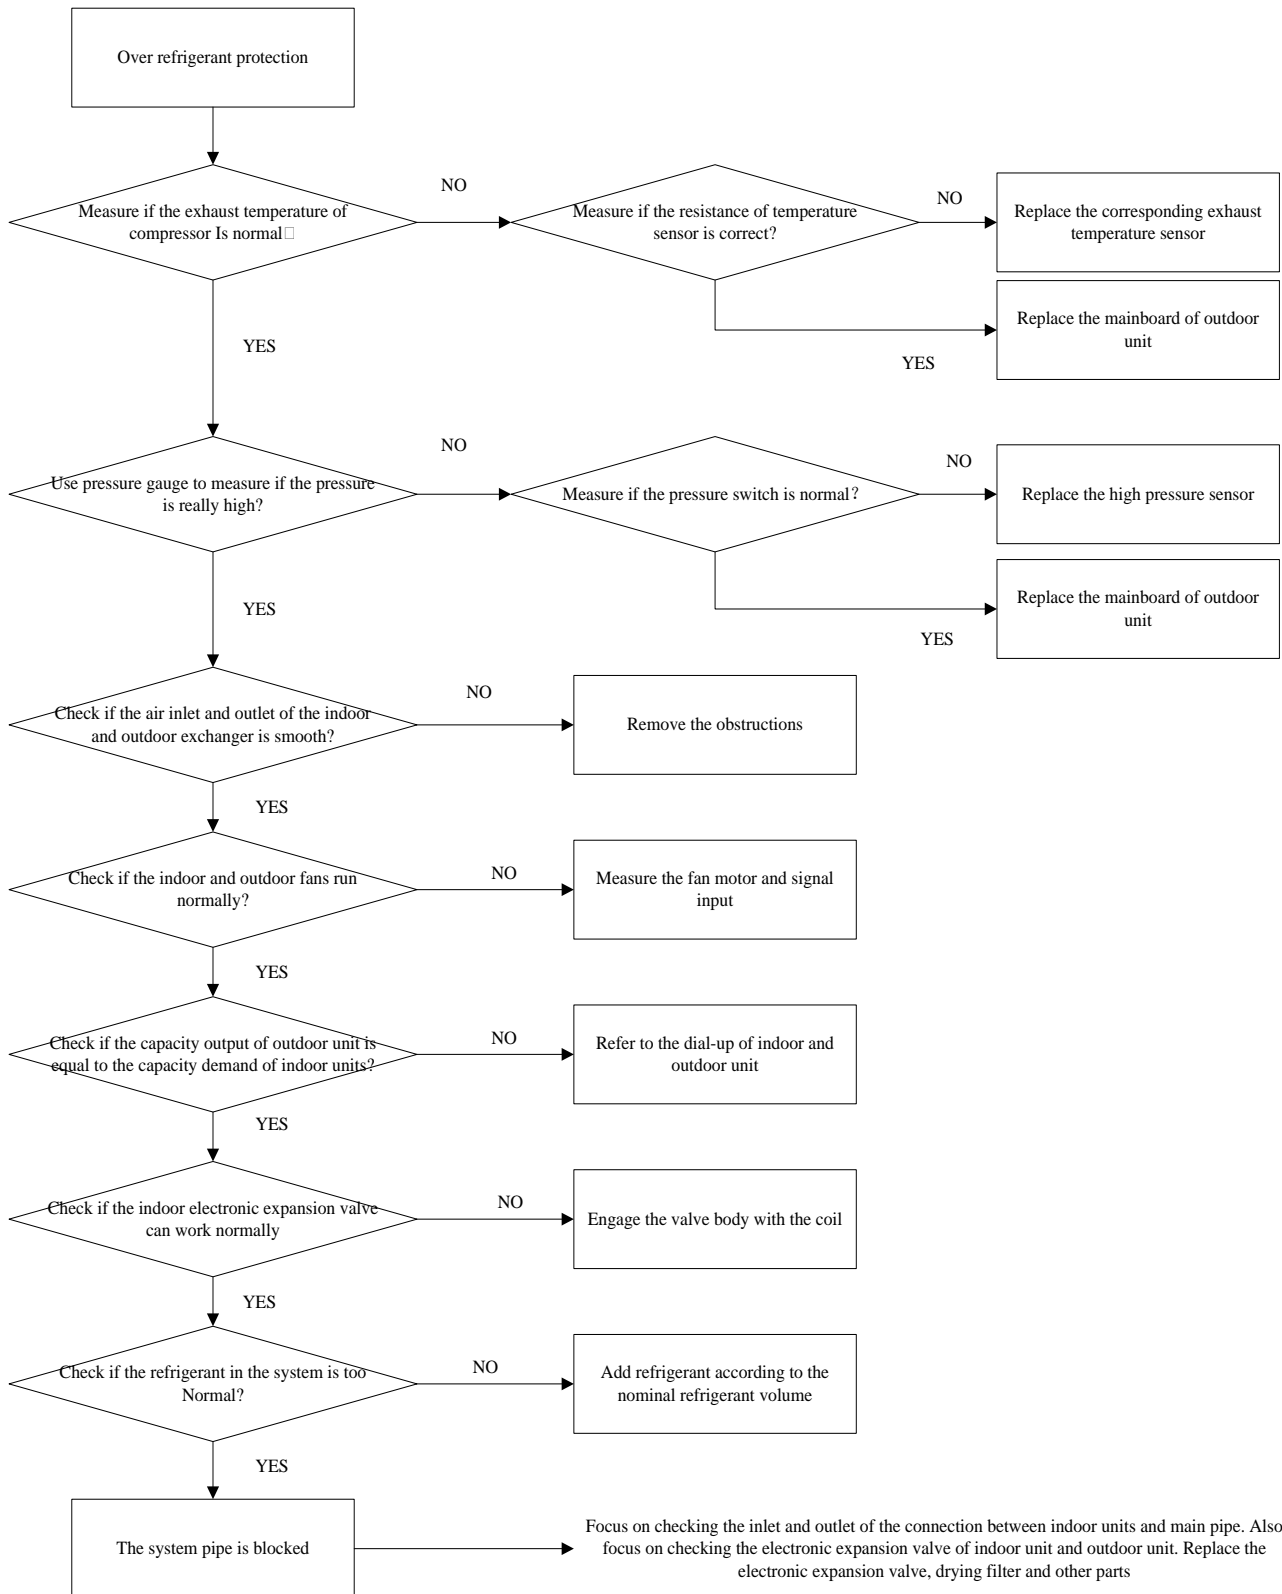 Over refrigerant protection
Measure if the exhaust temperature of
compressor Is normal□
NO
Measure if the resistance of temperature
sensor is correct?
NO
Replace the corresponding exhaust
temperature sensor
YES
Replace the mainboard of outdoor
unit
YES
Use pressure gauge to measure if the pressure
is really high?
NO
Measure if the pressure switch is normal?
NO
Replace the high pressure sensor
YES
Replace the mainboard of outdoor
unit
YES
Check if the air inlet and outlet of the indoor
and outdoor exchanger is smooth?
NO
Remove the obstructions
YES
Check if the indoor and outdoor fans run
normally?
NO
Measure the fan motor and signal
input
YES
Check if the capacity output of outdoor unit is
equal to the capacity demand of indoor units?
NO
Refer to the dial-up of indoor and
outdoor unit
YES
Check if the indoor electronic expansion valve
can work normally
NO
Engage the valve body with the coil
YES
Check if the refrigerant in the system is too
Normal?
NO
Add refrigerant according to the
nominal refrigerant volume
YES
The system pipe is blocked
Focus on checking the inlet and outlet of the connection between indoor units and main pipe. Also
focus on checking the electronic expansion valve of indoor unit and outdoor unit. Replace the
electronic expansion valve, drying filter and other parts